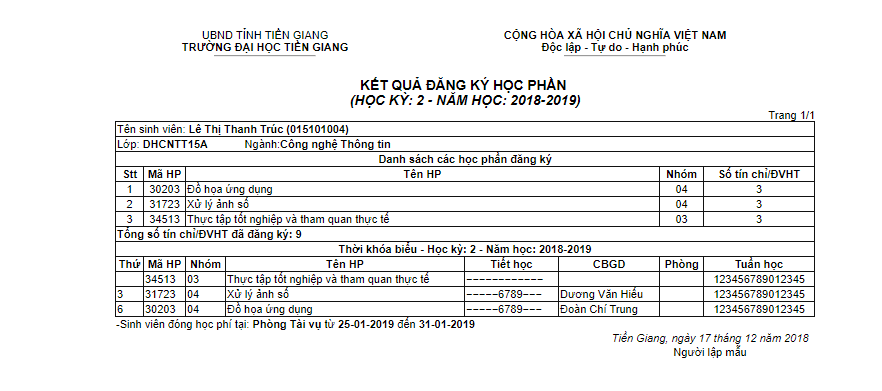 UBND TỈNH TIỀN GIANG
TRƯỜNG ĐẠI HỌC TIỀN GIANG
CỘNG HÒA XÃ HỘI CHỦ NGHĨA VIỆT NAM
Độc lập - Tự do - Hạnh phúc
KẾT QUẢ ĐĂNG KÝ HỌC PHẦN
(HỌC KỲ: 2 - NĂM HỌC: 2018-2019)
Trang 1/1
Tên sinh viên: Lê Thị Thanh Trúc (015101004)
Lớp: DHCNTT15A Ngành:Công nghệ Thông tin
Danh sách các học phần đăng ký
Stt Mã HP Tên HP Nhóm Số tín chỉ/ĐVHT
1 30203 Đồ họa ứng dụng 04 3
2 31723 Xử lý ảnh số 04 3
3 34513 Thực tập tốt nghiệp và tham quan thực tế 03 3
Tổng số tín chỉ/ĐVHT đã đăng ký: 9
Thời khóa biểu - Học kỳ: 2 - Năm học: 2018-2019
Thứ Mã HP Nhóm Tên HP Tiết học CBGD Phòng Tuần học
34513 03 Thực tập tốt nghiệp và tham quan thực tế ------------ 123456789012345
3 31723 04 Xử lý ảnh số -----6789--- Dương Văn Hiếu 123456789012345
6 30203 04 Đồ họa ứng dụng -----6789--- Đoàn Chí Trung 123456789012345
-Sinh viên đóng học phí tại: Phòng Tài vụ từ 25-01-2019 đến 31-01-2019
Tiền Giang, ngày 17 tháng 12 năm 2018
Người lập mẫu